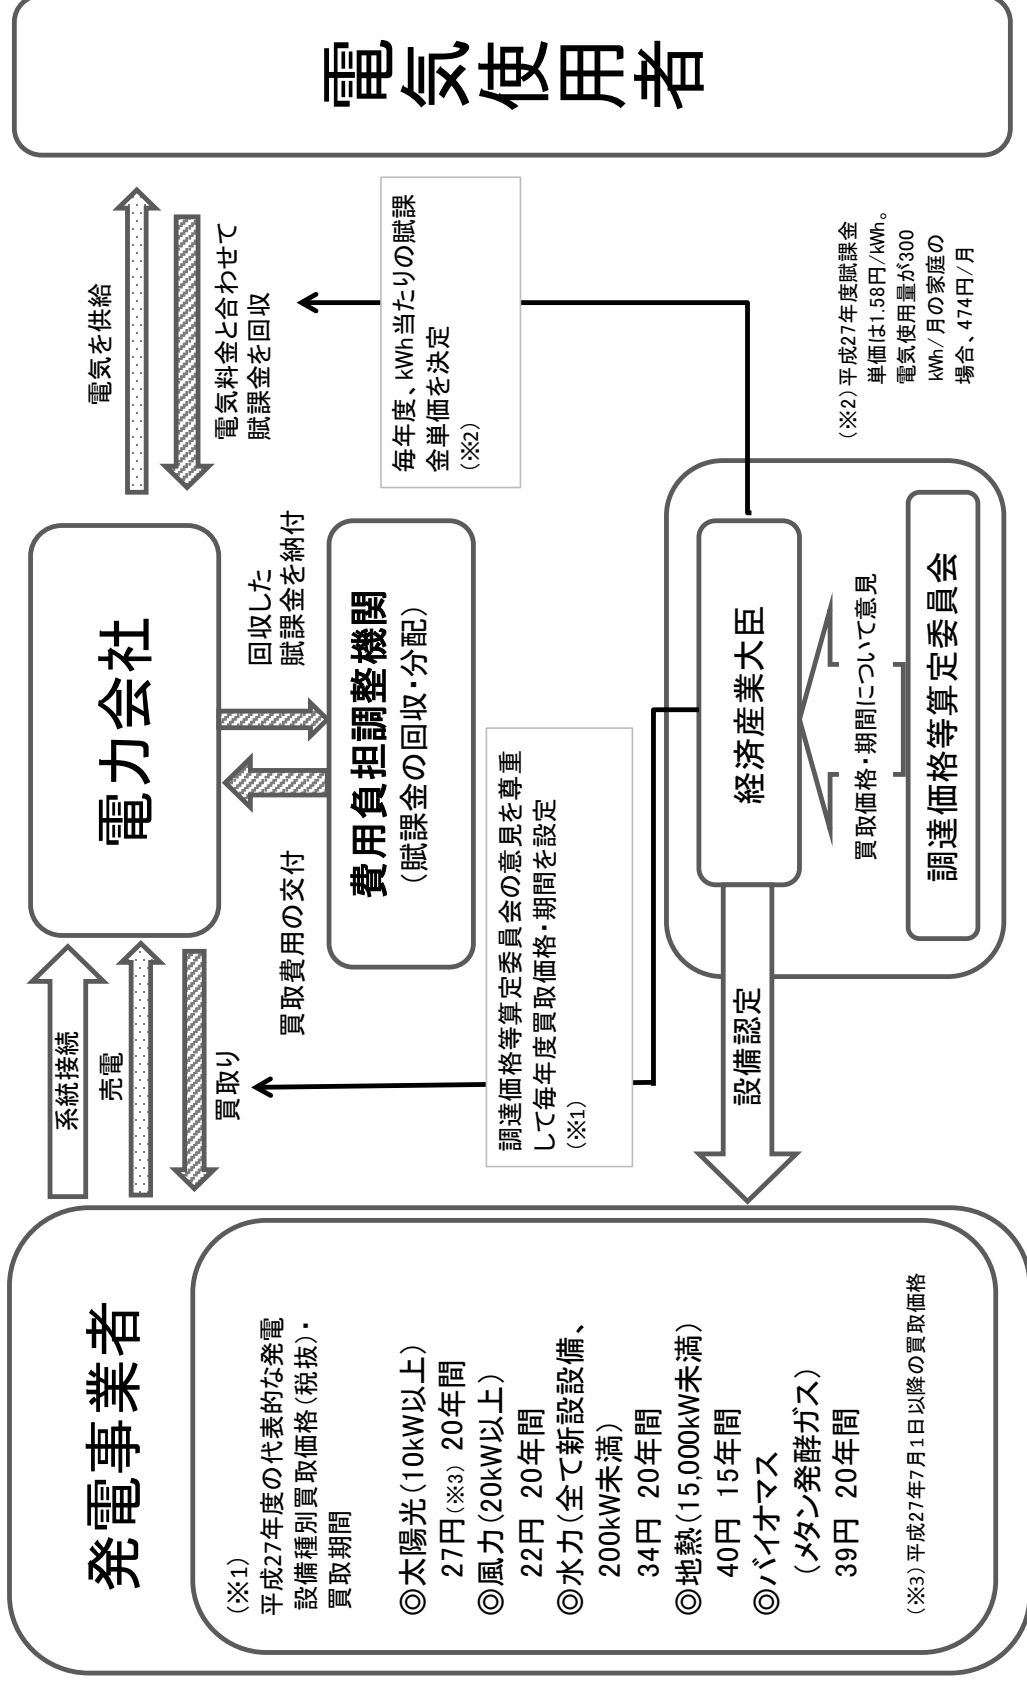 発電事業者
(※1)
平成27年度の代表的な発電
設備種別買取価格(税抜)・
買取期間
◎太陽光(10kW以上)
27円(※3) 20年間
◎風力(20kW以上)
22円 20年間
◎水力(全て新設設備、
200kW未満)
34円 20年間
◎地熱(15,000kW未満)
40円 15年間
◎バイオマス
(メタン発酵ガス)
39円 20年間
(※3)平成27年7月1日以降の買取価格
系統接続
売電
買取り
電力会社
買取費用の交付
回収した
賦課金を納付
費用負担調整機関
(賦課金の回収・分配)
調達価格等算定委員会の意見を尊重
して毎年度買取価格・期間を設定
(※1)
設備認定
経済産業大臣
買取価格・期間について意見
調達価格等算定委員会
電気を供給
電気料金と合わせて
賦課金を回収
毎年度、kWh当たりの賦課
金単価を決定
(※2)
(※2)平成27年度賦課金
単価は1.58円/kWh。
電気使用量が300
kWh/月の家庭の
場合、474円/月
電気使用者